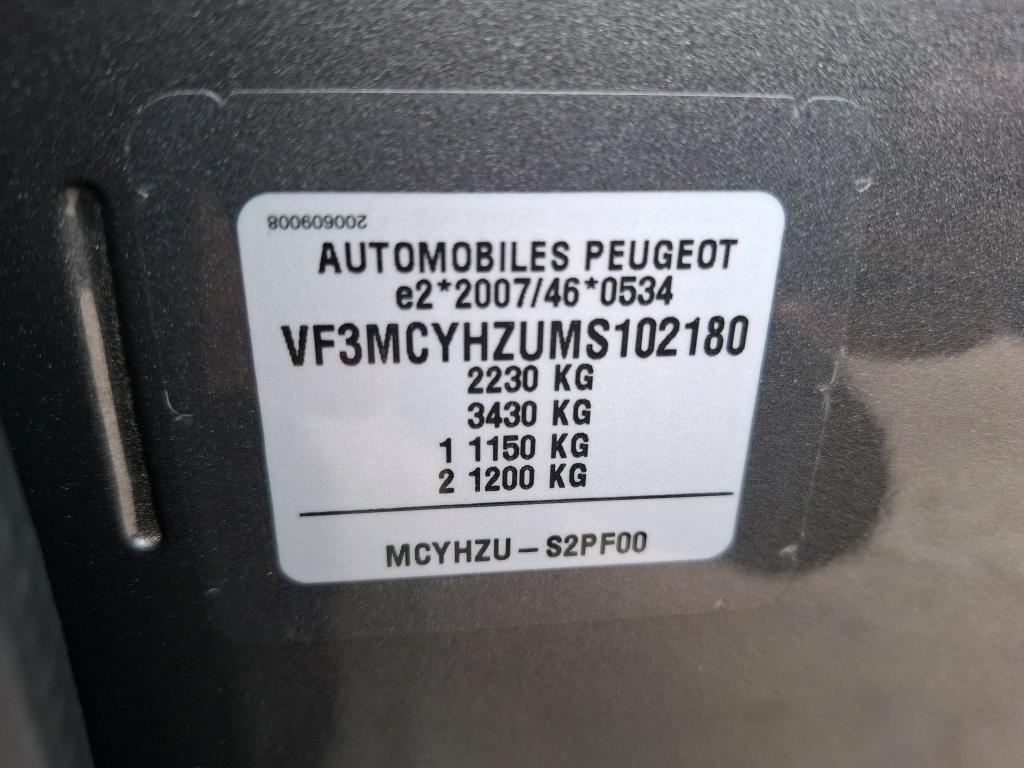 200609008
AUTOMOBILES PEUGEOT
e2*2007/46*0534
VF3MCYHZUMS102180
2230 KG
3430 KG
1 1150 KG
2 1200 KG
MCYHZU – S2PF00